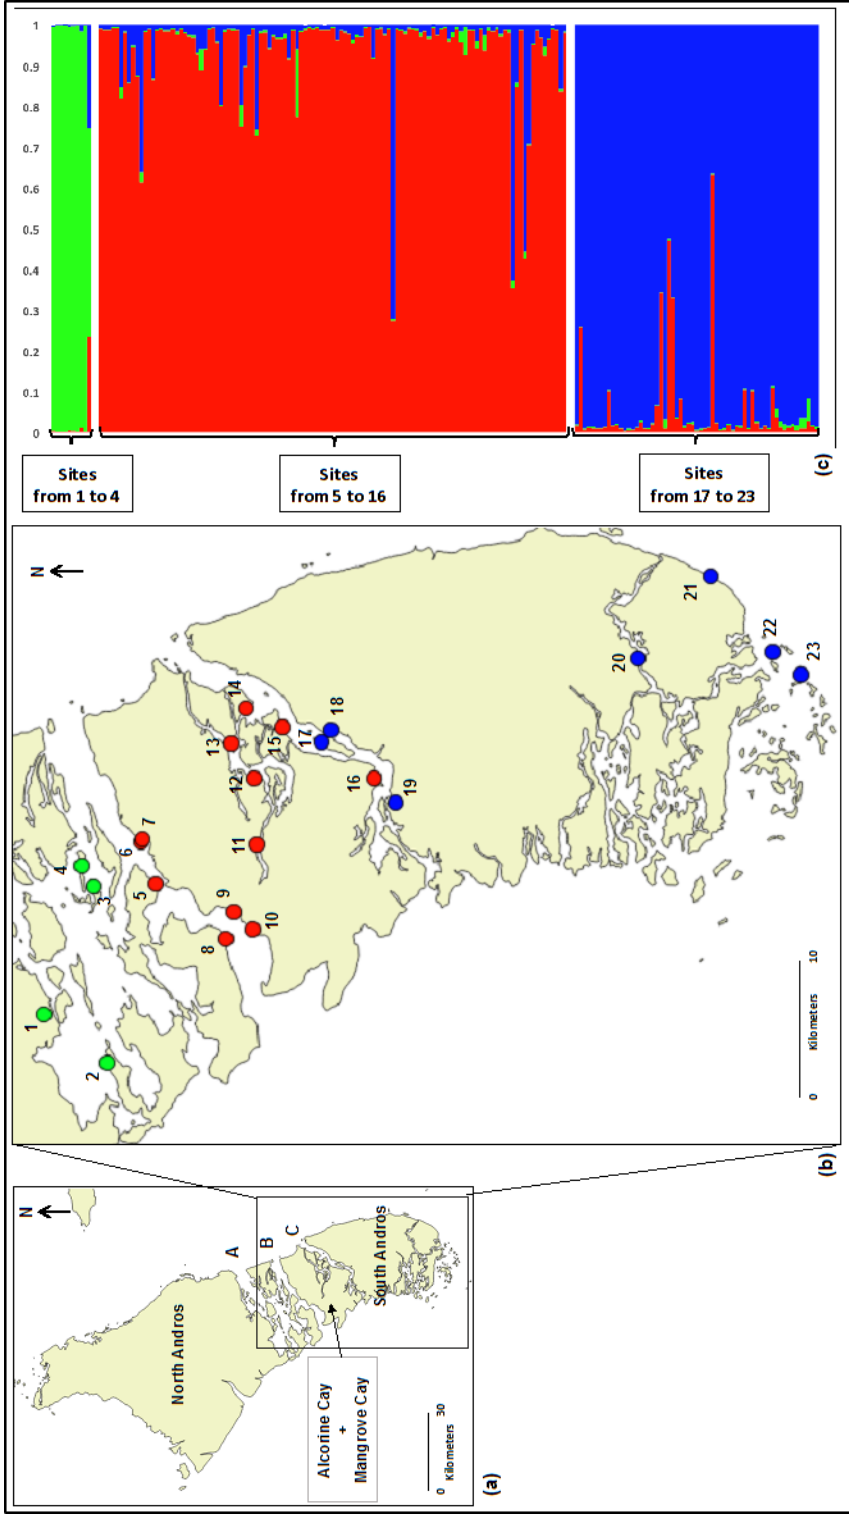 1
0.9
0.8
0.7
0.6
0.5
0.4
0.3
0.2
0.1
0
Sites
from 1 to 4
Sites
from 5 to 16
Sites
from 17 to 23
(c)
N
1
2
3
4
5
6
7
8
9
10
11
12
13
14
15
16
17
18
19
20
21
22
23
0
10
Kilometers
(b)
N
North Andros
A
B
C
South Andros
Alcorine Cay
+
Mangrove Cay
0
30
Kilometers
(a)